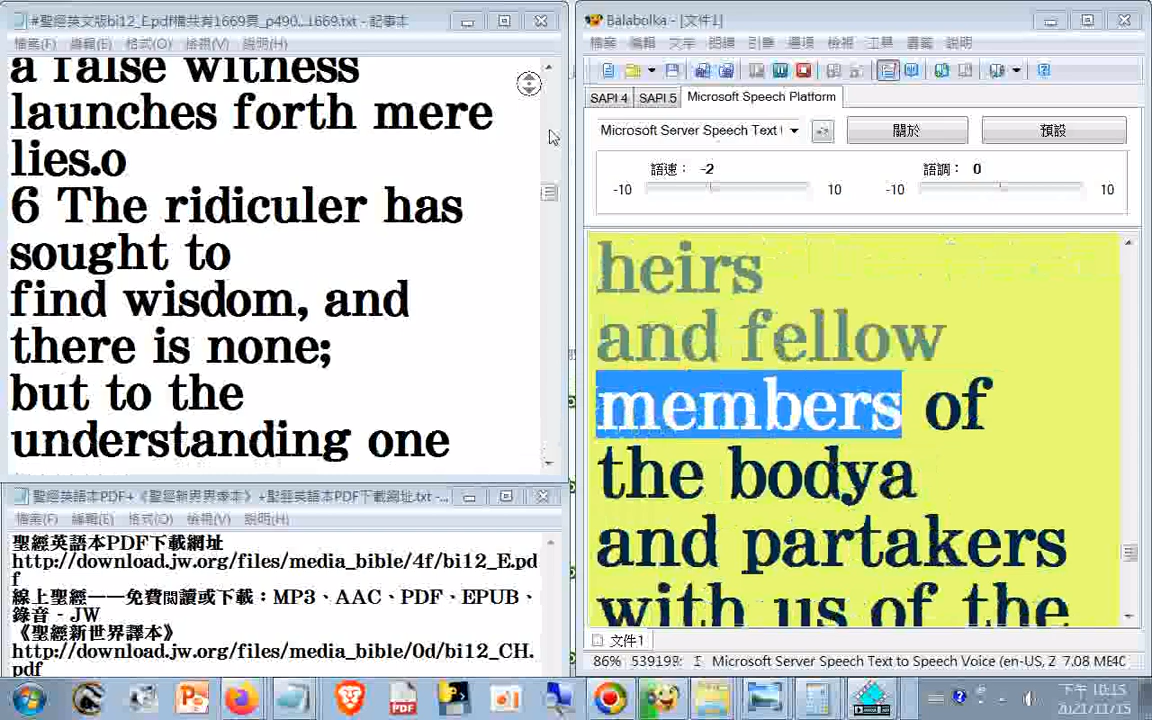 #聖經英文版bi12_E.pdf檔共有1669頁_p490...1669.txt - 記事本
檔案(F) 編輯(E) 格式(O) 檢視(V) 說明(H)
a false witness
launches forth mere
lies.o
6 The ridiculer has
sought to
find wisdom, and
there is none;
but to the
understanding one
聖經英語本PDF+《聖經新世界譯本》+聖經英語本PDF下載網址.txt - ...
檔案(F) 編輯(E) 格式(O) 檢視(V) 說明(H)
聖經英語本PDF下載網址
http://download.jw.org/files/media_bible/4f/bi12_E.pd
f
線上聖經——免費閱讀或下載：MP3、AAC、PDF、EPUB、
錄音 - JW
《聖經新世界譯本》
http://download.jw.org/files/media_bible/0d/bi12_CH.
pdf
Balabolka - [文件1]
檔案 編輯 文字 朗讀 引擎 選項 檢視 工具 書籤 說明
SAPI 4 SAPI 5 Microsoft Speech Platform
Microsoft Server Speech Text
關於 預設
語速： -2 語調： 0
-10 10 -10 10
heirs
and fellow
members of
the bodya
and partakers
with us of the
文件1
86% 539199: Microsoft Server Speech Text to Speech Voice (en-US, Z 7.08 МБ
PDF
下午 10:15
2021/11/15